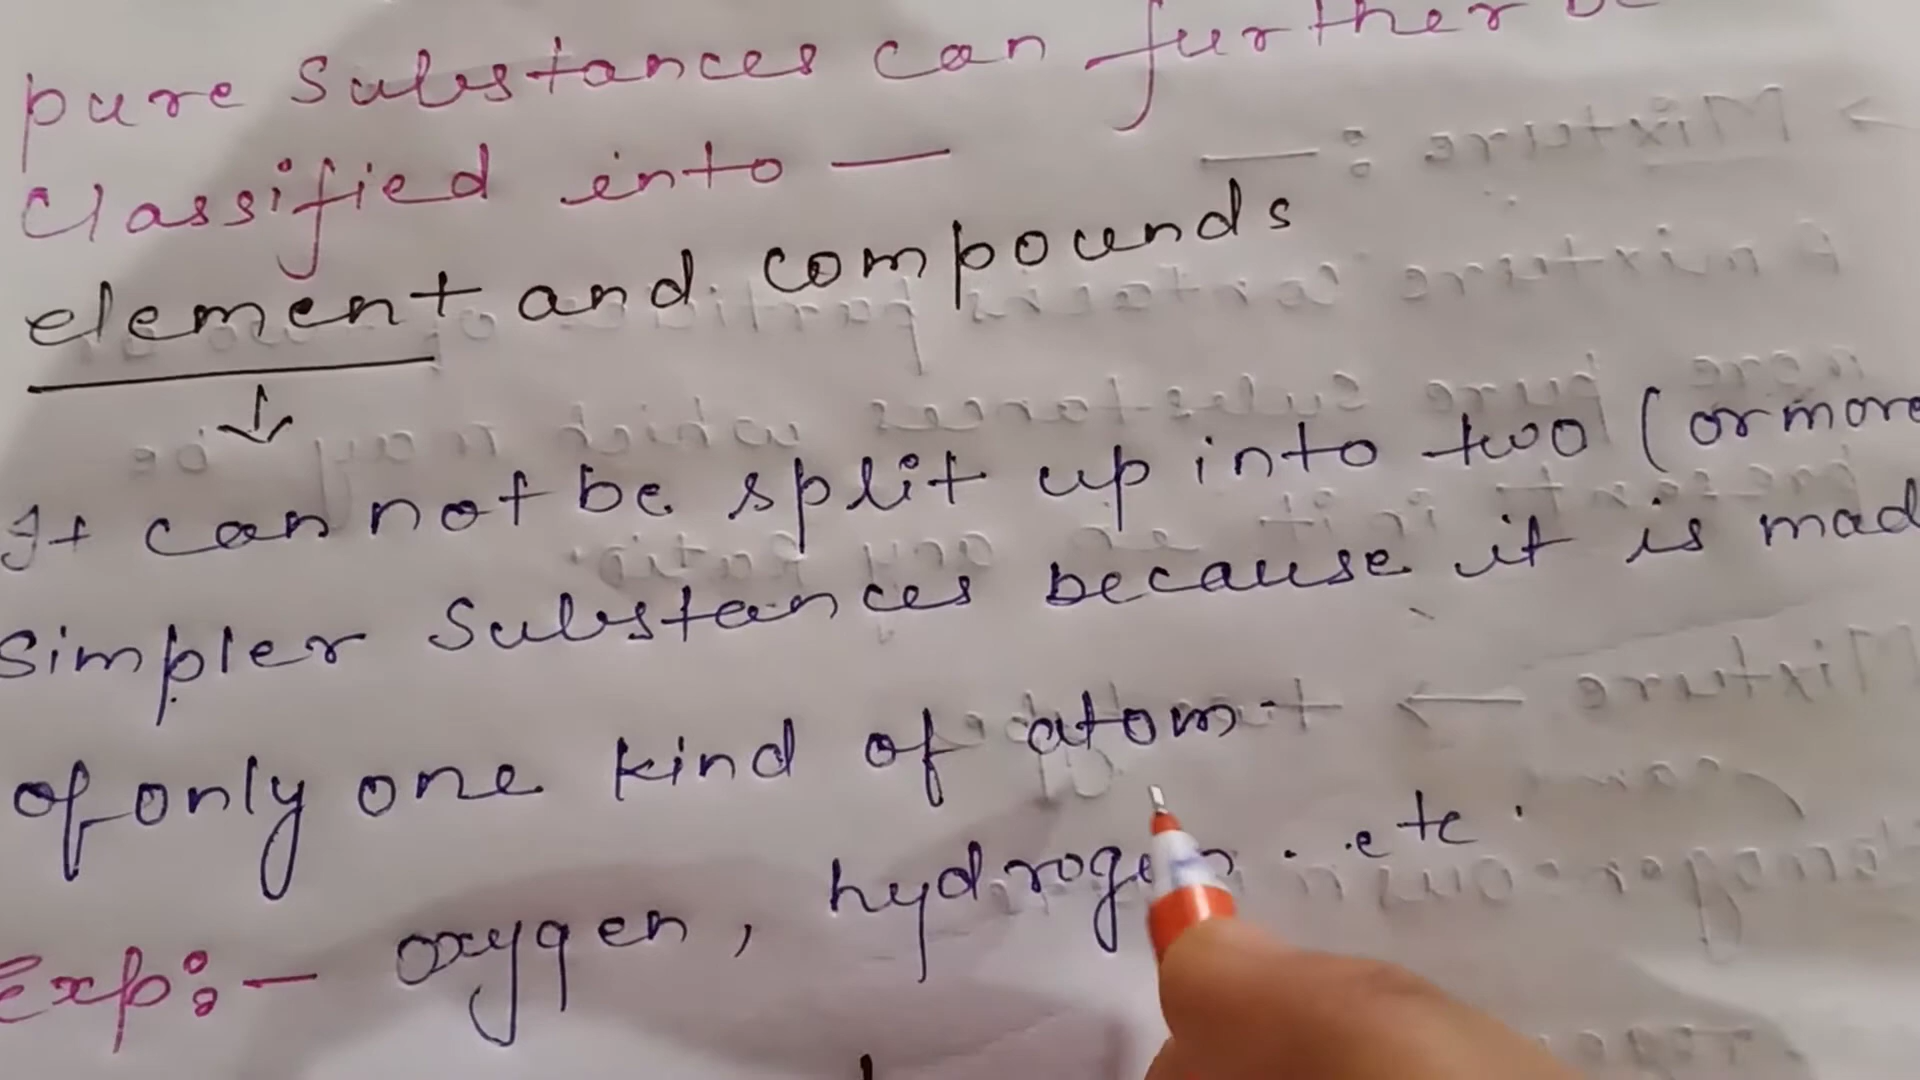 pure Substances can further be
Classified into —
element and compounds
↓
It can not be split up into two (or more
Simpler Substances because it is mad
of only one kind of atom.
Exp:- oxygen, hydrogen. etc.